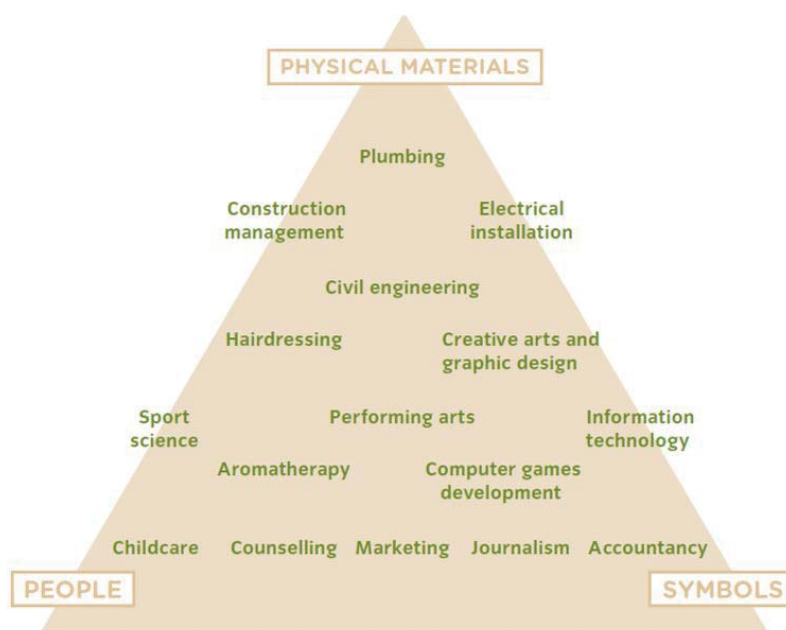 PHYSICAL MATERIALS
Plumbing
Construction
management
Electrical
installation
Civil engineering
Hairdressing
Creative arts and
graphic design
Sport
science
Performing arts
Information
technology
Aromatherapy
Computer games
development
Childcare
Counselling
Marketing
Journalism
Accountancy
PEOPLE
SYMBOLS